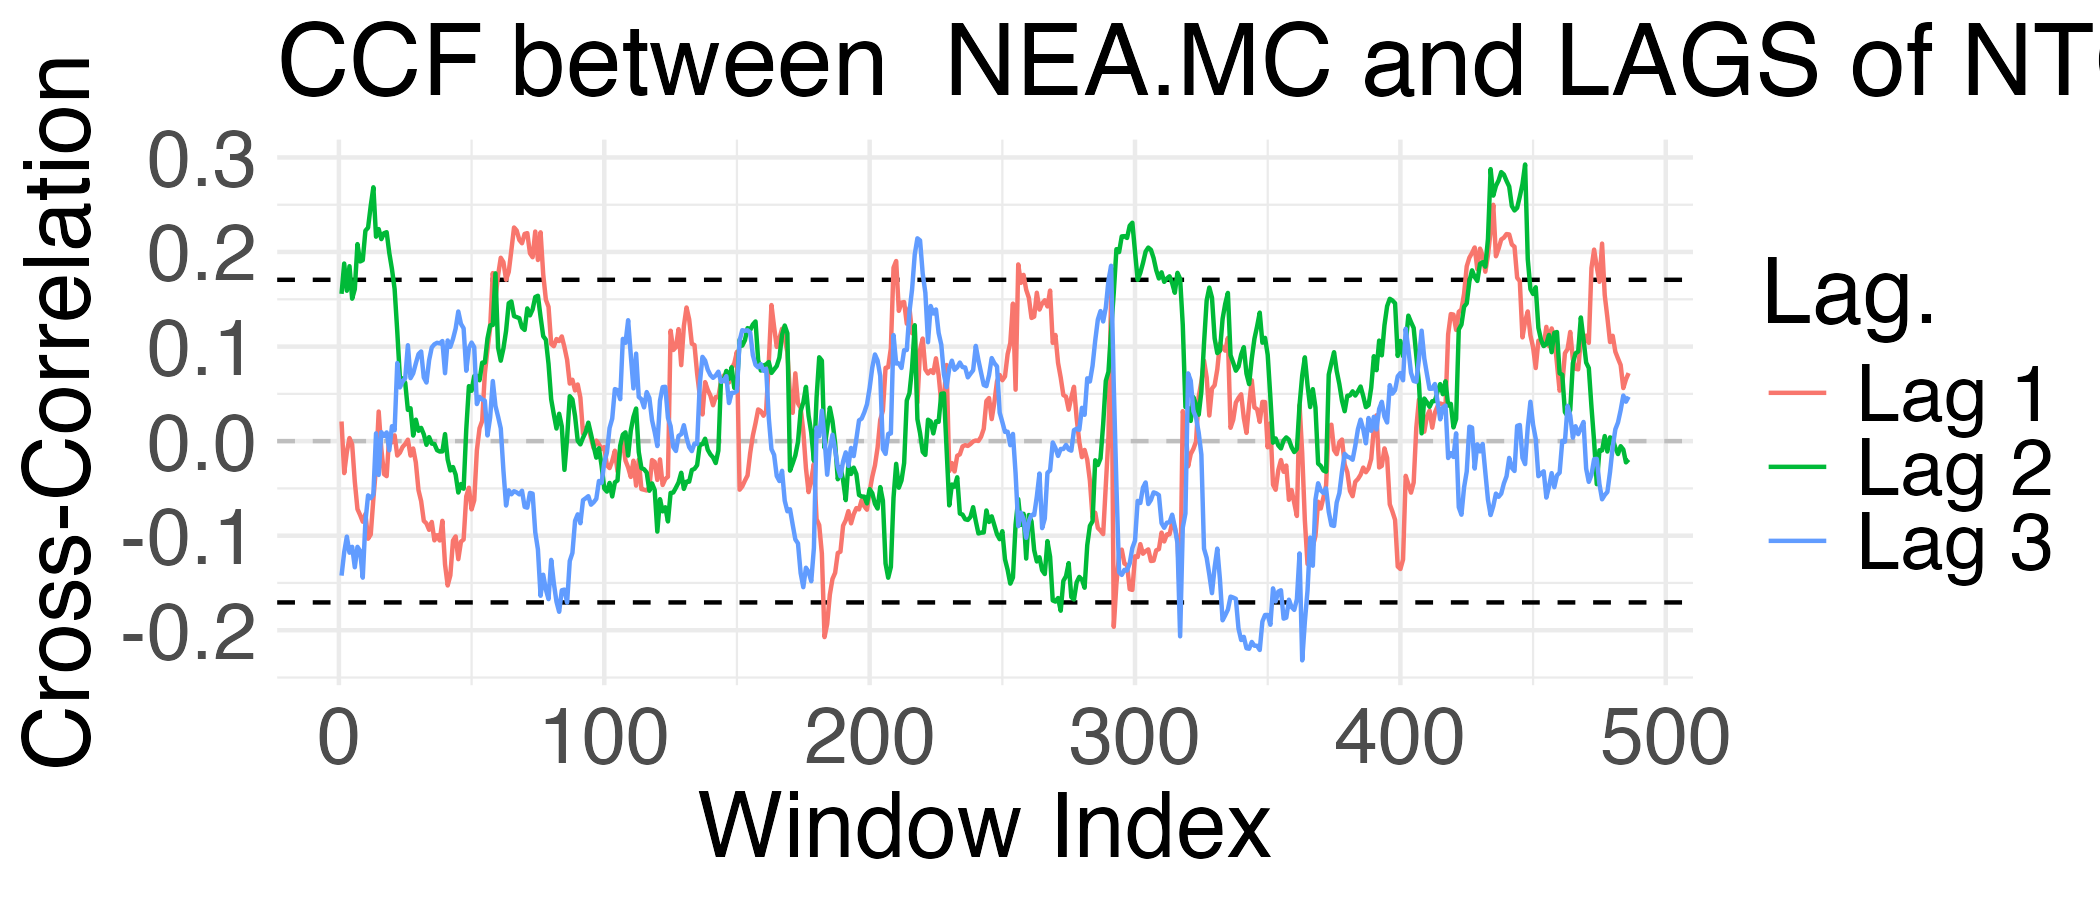 CCF between  NEA.MC and LAGS of
Cross-Correlation
0.3
0.2
0.1
0.0
-0.1
-0.2
0
100
200
300
400
500
Window Index
Lag.
Lag 1
Lag 2
Lag 3